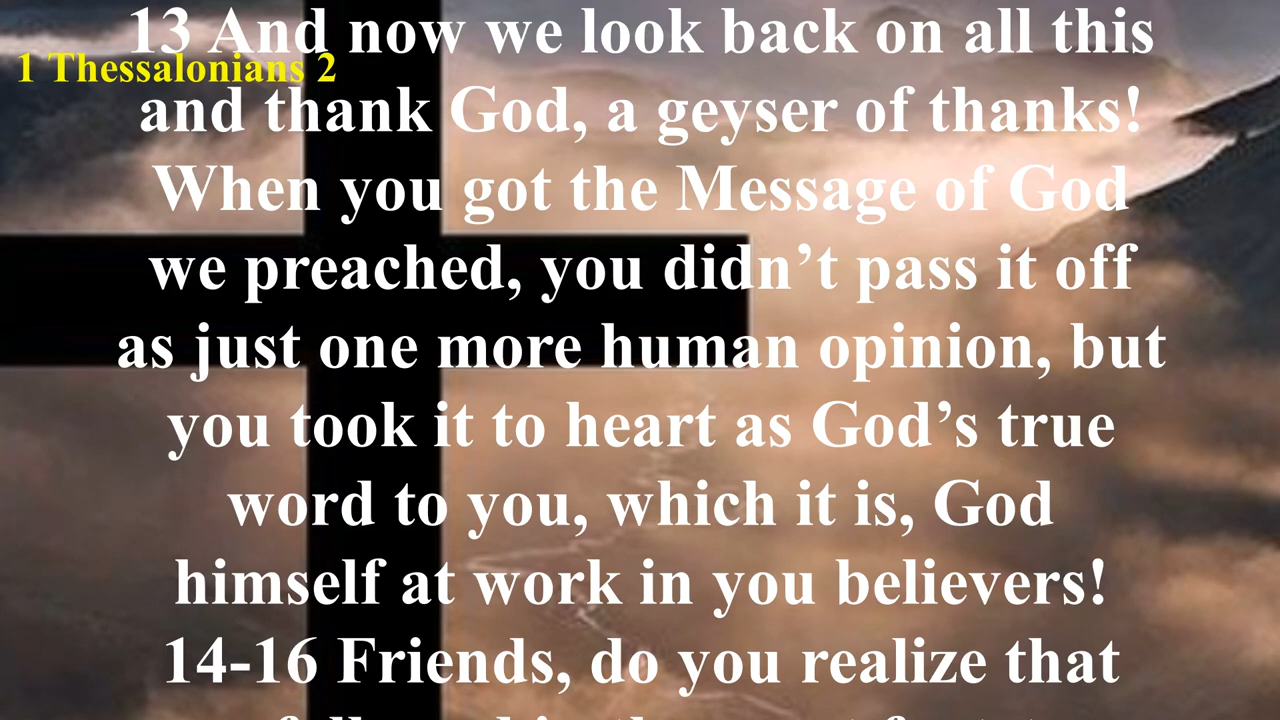 13 And now we look back on all this
1 Thessalonians 2
and thank God, a geyser of thanks!
When you got the Message of God
we preached, you didn’t pass it off
as just one more human opinion, but
you took it to heart as God’s true
word to you, which it is, God
himself at work in you believers!
14-16 Friends, do you realize that